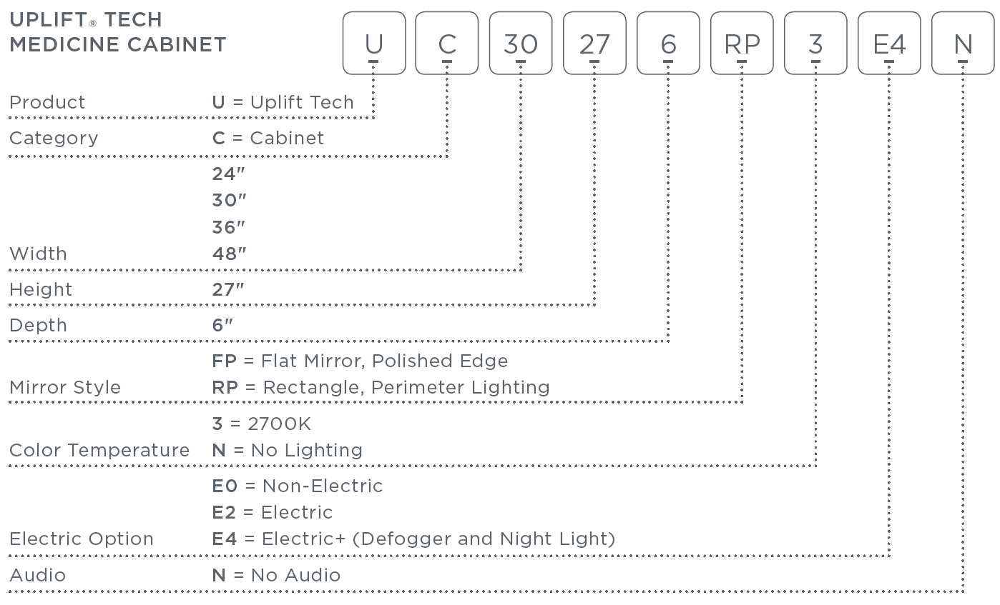 UPLIFT® TECH
MEDICINE CABINET
U C 30 27 6 RP 3 E4 N
Product U = Uplift Tech
Category C = Cabinet
24"
30"
36"
Width 48"
Height 27"
Depth 6"
FP = Flat Mirror, Polished Edge
Mirror Style RP = Rectangle, Perimeter Lighting
3 = 2700K
Color Temperature N = No Lighting
E0 = Non-Electric
E2 = Electric
Electric Option E4 = Electric+ (Defogger and Night Light)
Audio N = No Audio